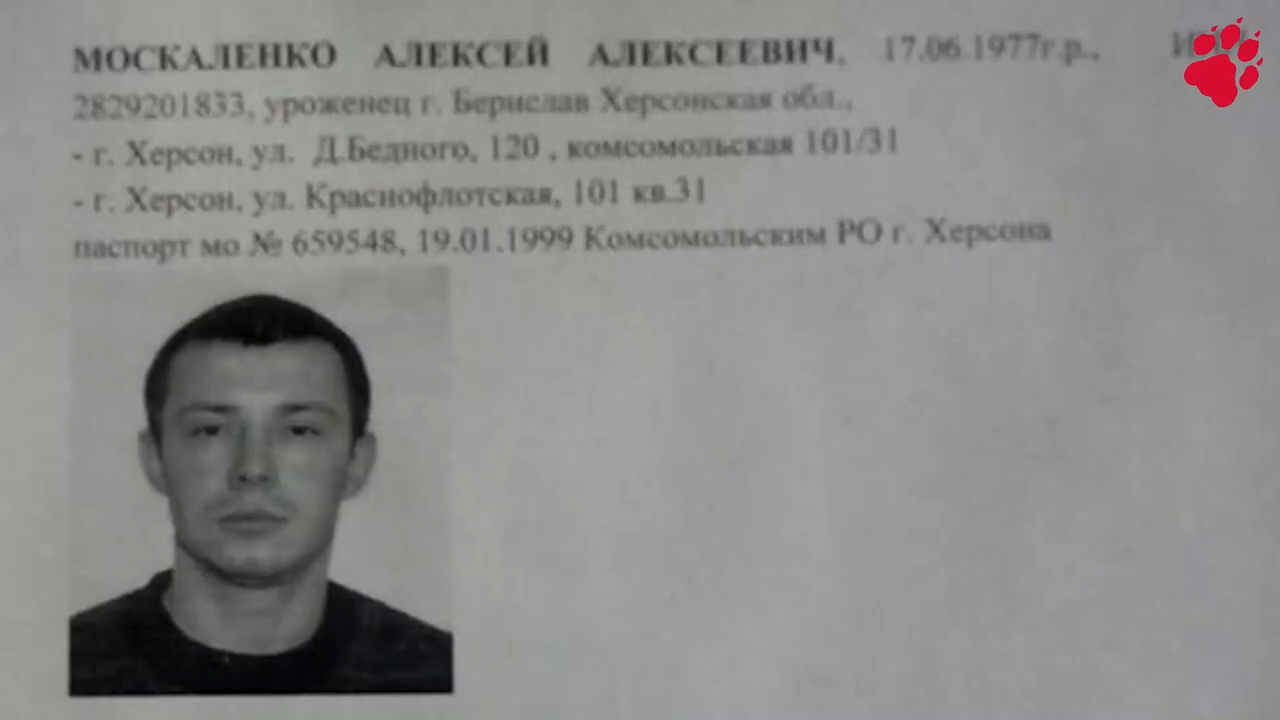 МОСКАЛЕНКО АЛЕКСЕЙ АЛЕКСЕЕВИЧ, 17.06.1977г.р.,
2829201833, уроженец г. Берислав Херсонская обл.,
- г. Херсон, ул. Д.Бедного, 120 , комсомольская 101/31
- г. Херсон, ул. Краснофлотская, 101 кв.31
паспорт мо № 659548, 19.01.1999 Комсомольским РО г. Херсона